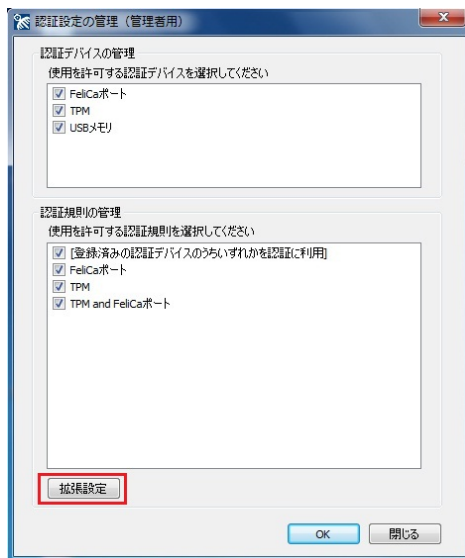 認証設定の管理（管理者用）
認証デバイスの管理
使用を許可する認証デバイスを選択してください
FeliCaポート
TPM
USBメモリ
認証規則の管理
使用を許可する認証規則を選択してください
[登録済みの認証デバイスのうちいずれかを認証に利用]
FeliCaポート
TPM
TPM and FeliCaポート
拡張設定
OK
閉じる